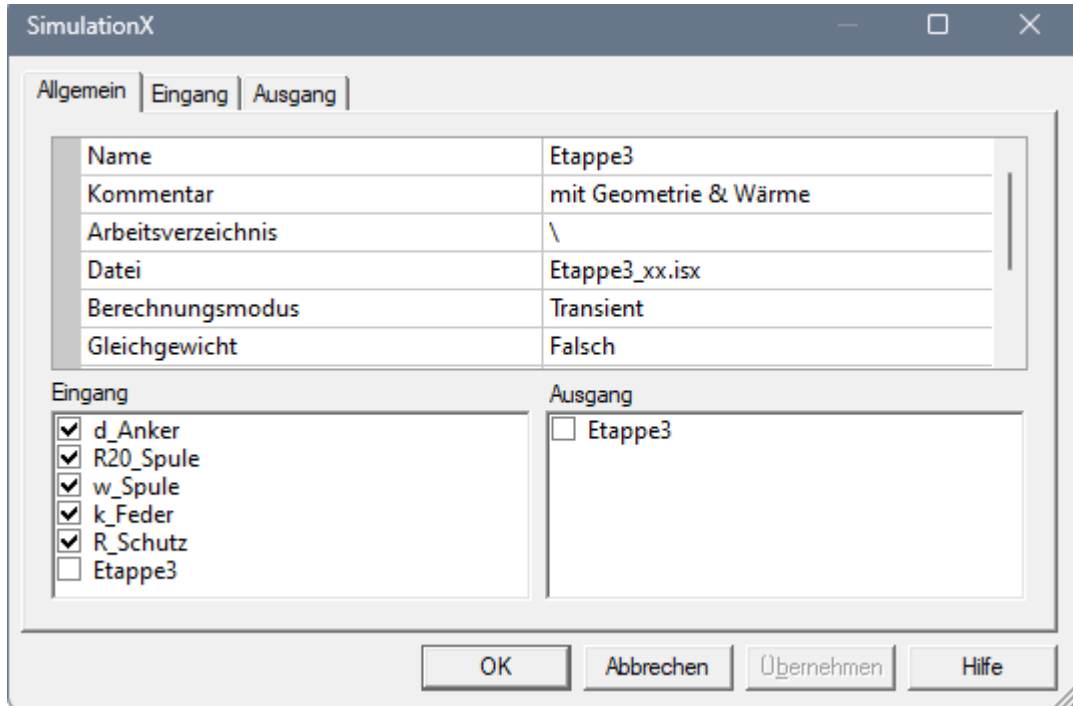 SimulationX
Allgemein Eingang Ausgang
Name Etappe3
Kommentar mit Geometrie & Wärme
Arbeitsverzeichnis \
Datei Etappe3_xx.isx
Berechnungsmodus Transient
Gleichgewicht Falsch
Eingang Ausgang
d_Anker Etappe3
R20_Spule
w_Spule
k_Feder
R_Schutz
Etappe3
OK Abbrechen Übernehmen Hilfe